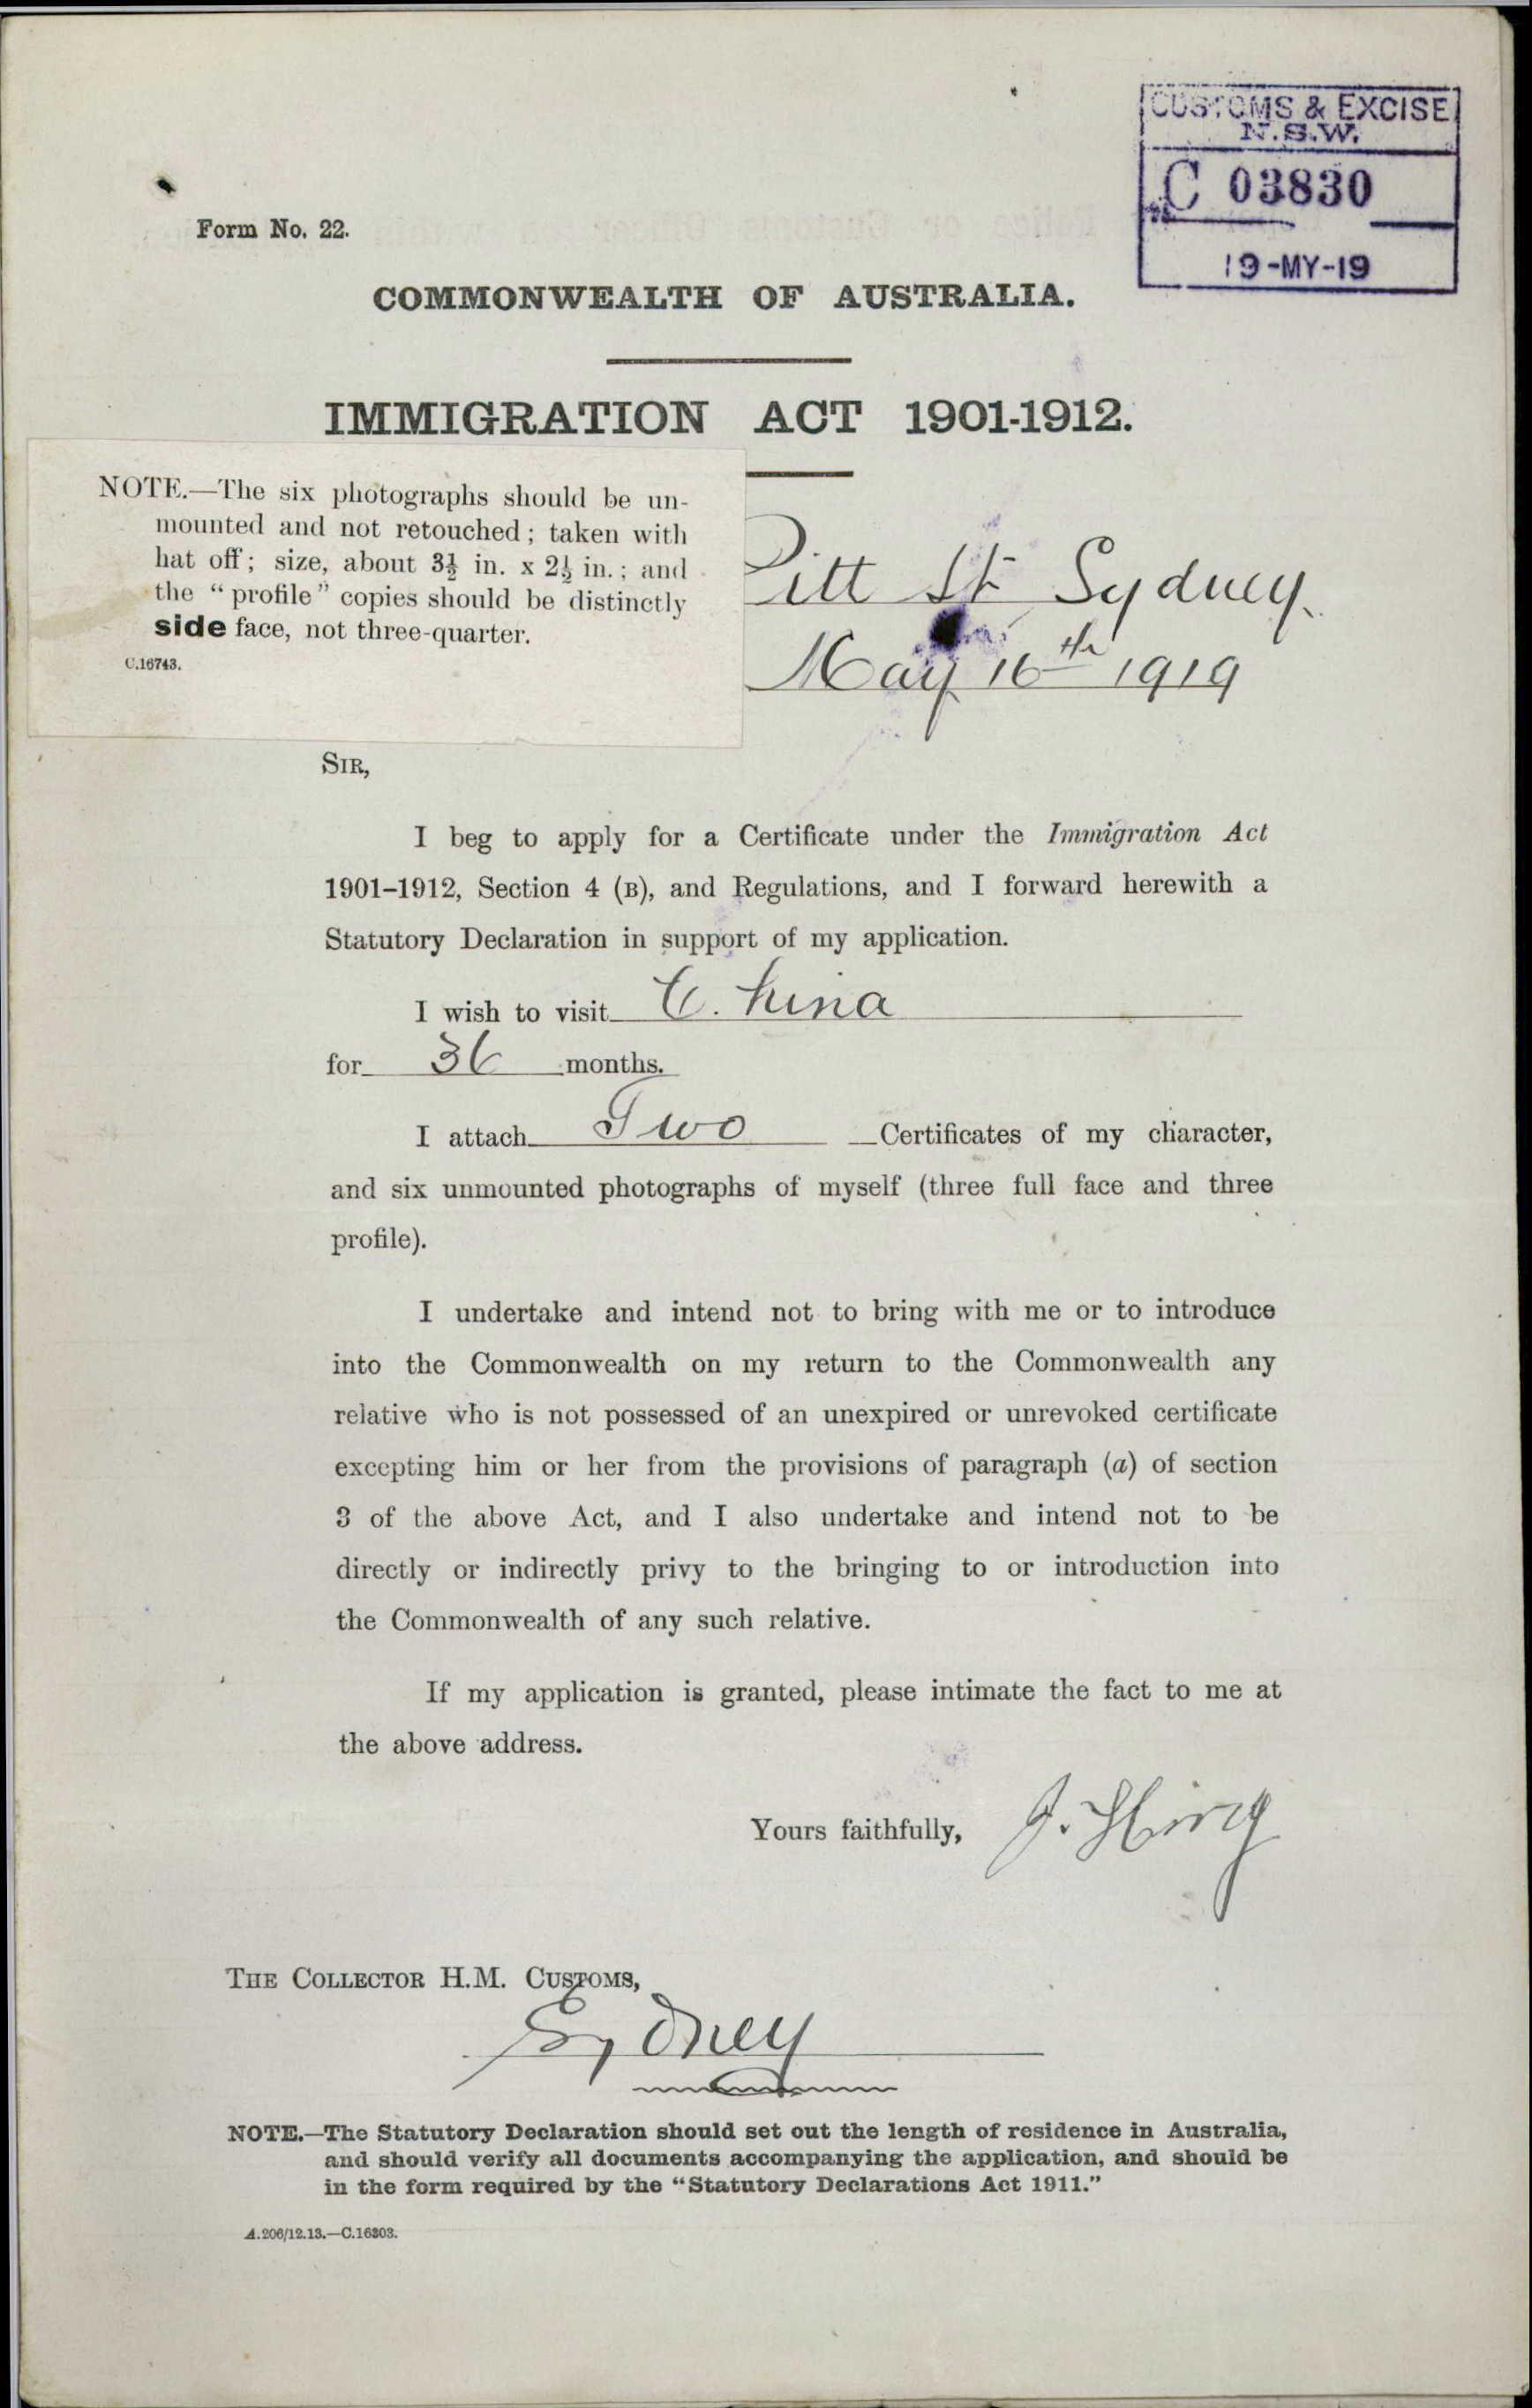 CUSTOMS & EXCISE
N.S.W.
C 03830
19-MY-19
Form No. 22.
COMMONWEALTH OF AUSTRALIA.
IMMIGRATION ACT 1901-1912.
NOTE.—The six photographs should be un-
mounted and not retouched; taken with
hat off; size, about 3½ in. x 2½ in.; and
the “profile” copies should be distinctly
side face, not three-quarter.
C.16743.
Pitt St Sydney.
May 16th 1919
SIR,
I beg to apply for a Certificate under the Immigration Act
1901–1912, Section 4 (B), and Regulations, and I forward herewith a
Statutory Declaration in support of my application.
I wish to visit C. hina
for 36 months.
I attach Two Certificates of my character,
and six unmounted photographs of myself (three full face and three
profile).
I undertake and intend not to bring with me or to introduce
into the Commonwealth on my return to the Commonwealth any
relative who is not possessed of an unexpired or unrevoked certificate
excepting him or her from the provisions of paragraph (a) of section
3 of the above Act, and I also undertake and intend not to be
directly or indirectly privy to the bringing to or introduction into
the Commonwealth of any such relative.
If my application is granted, please intimate the fact to me at
the above address.
Yours faithfully, J. Hing
THE COLLECTOR H.M. CUSTOMS,
Sydney
NOTE.—The Statutory Declaration should set out the length of residence in Australia,
and should verify all documents accompanying the application, and should be
in the form required by the “Statutory Declarations Act 1911.”
A.206/12.13.—C.16303.